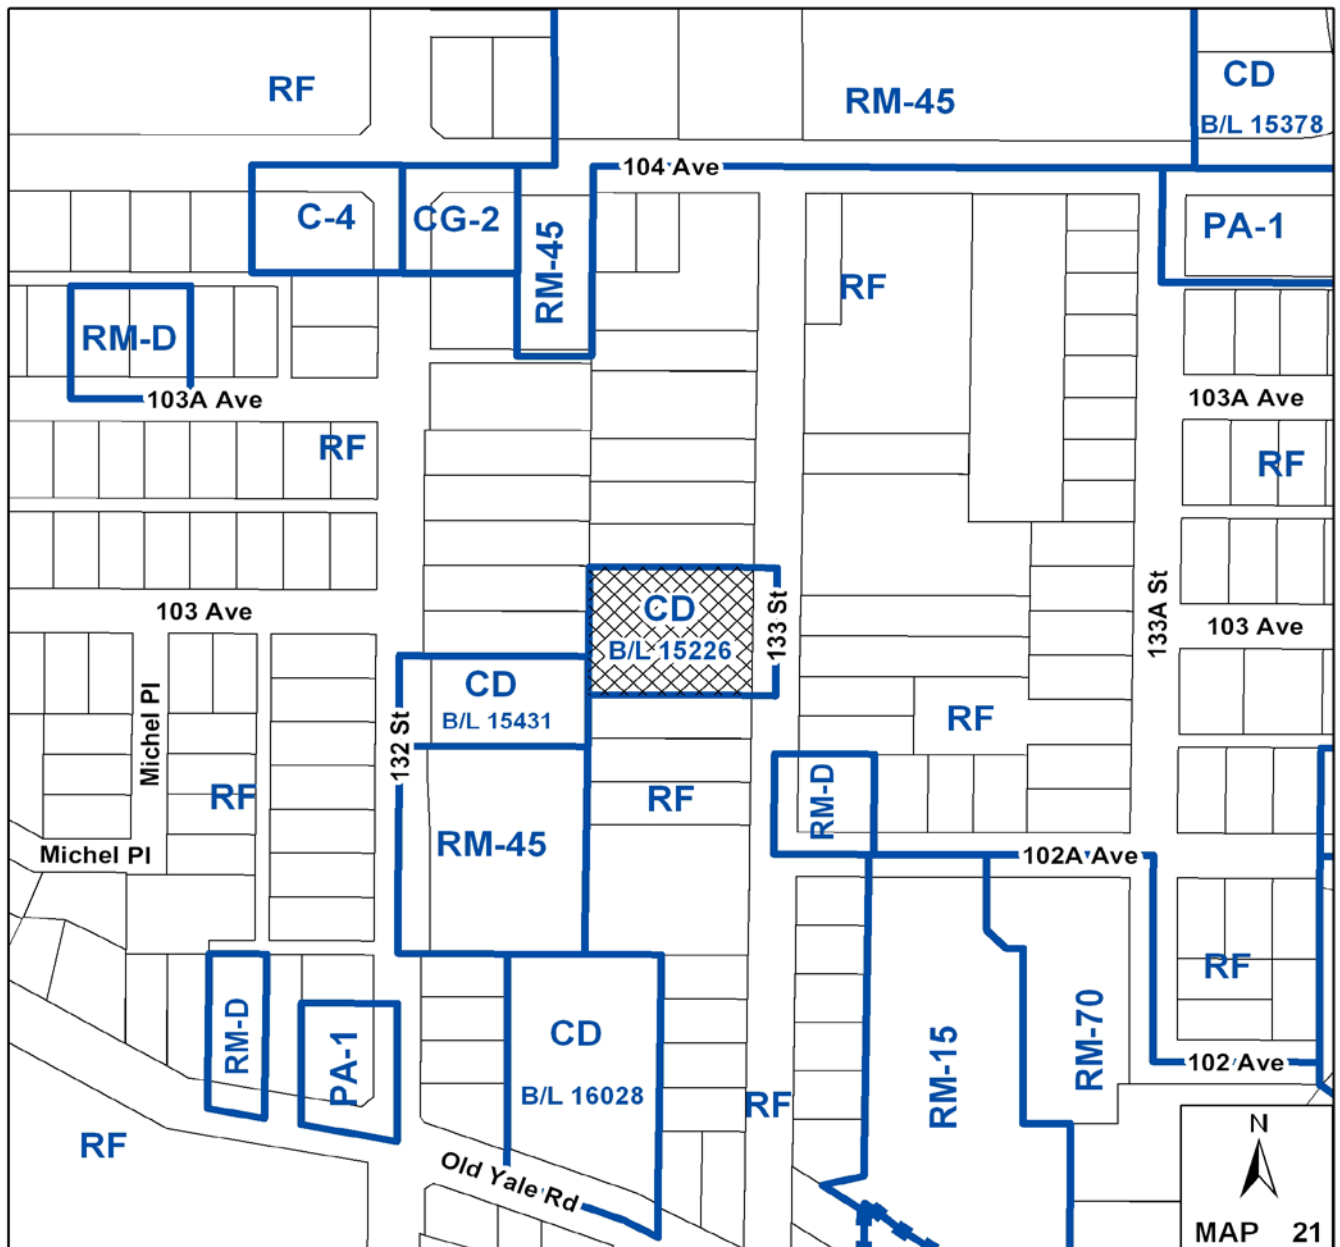 RF
RM-45
CD
B/L 15378
104 Ave
C-4
CG-2
RM-45
PA-1
RF
RM-D
103A Ave
103A Ave
RF
RF
CD
B/L 15226
133 St
133A St
103 Ave
103 Ave
CD
B/L 15431
132 St
Michel Pl
RF
RF
RF
RM-D
RM-45
Michel Pl
102A Ave
RF
RM-D
PA-1
CD
B/L 16028
RM-15
RM-70
102 Ave
RF
RF
Old Yale Rd
N
MAP 21